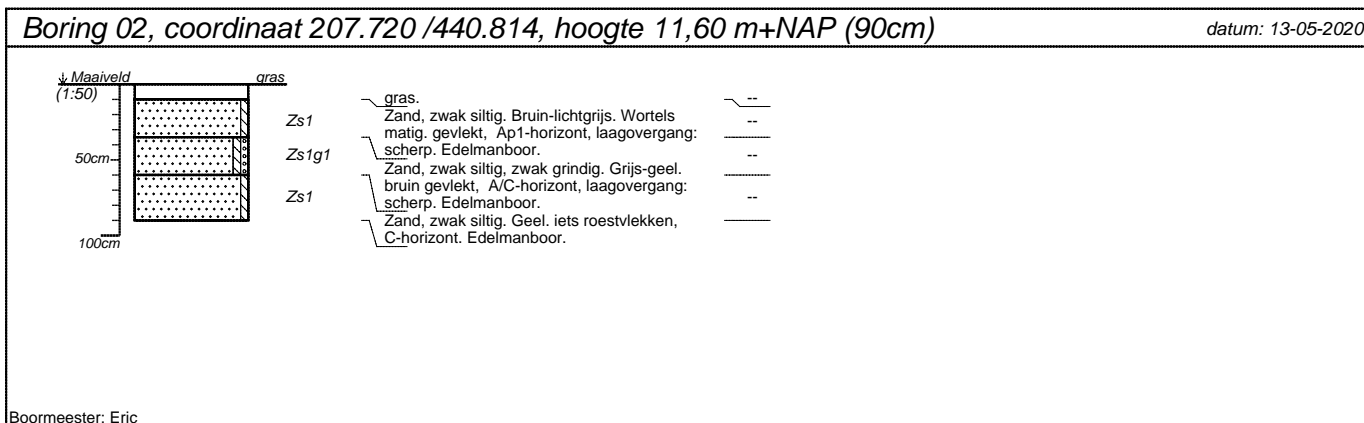 Boring 02, coordinaat 207.720 /440.814, hoogte 11,60 m+NAP (90cm)
datum: 13-05-2020
Maaiveld
gras
(1:50)
50cm
100cm
Zs1
Zs1g1
Zs1
gras.
Zand, zwak siltig. Bruin-lichtgrijs. Wortels
matig. gevlekt, Ap1-horizont, laagovergang:
scherp. Edelmanboor.
Zand, zwak siltig, zwak grindig. Grijs-geel.
bruin gevlekt, A/C-horizont, laagovergang:
scherp. Edelmanboor.
Zand, zwak siltig. Geel. iets roestvlekken,
C-horizont. Edelmanboor.
--
--
--
--
Boormeester: Eric